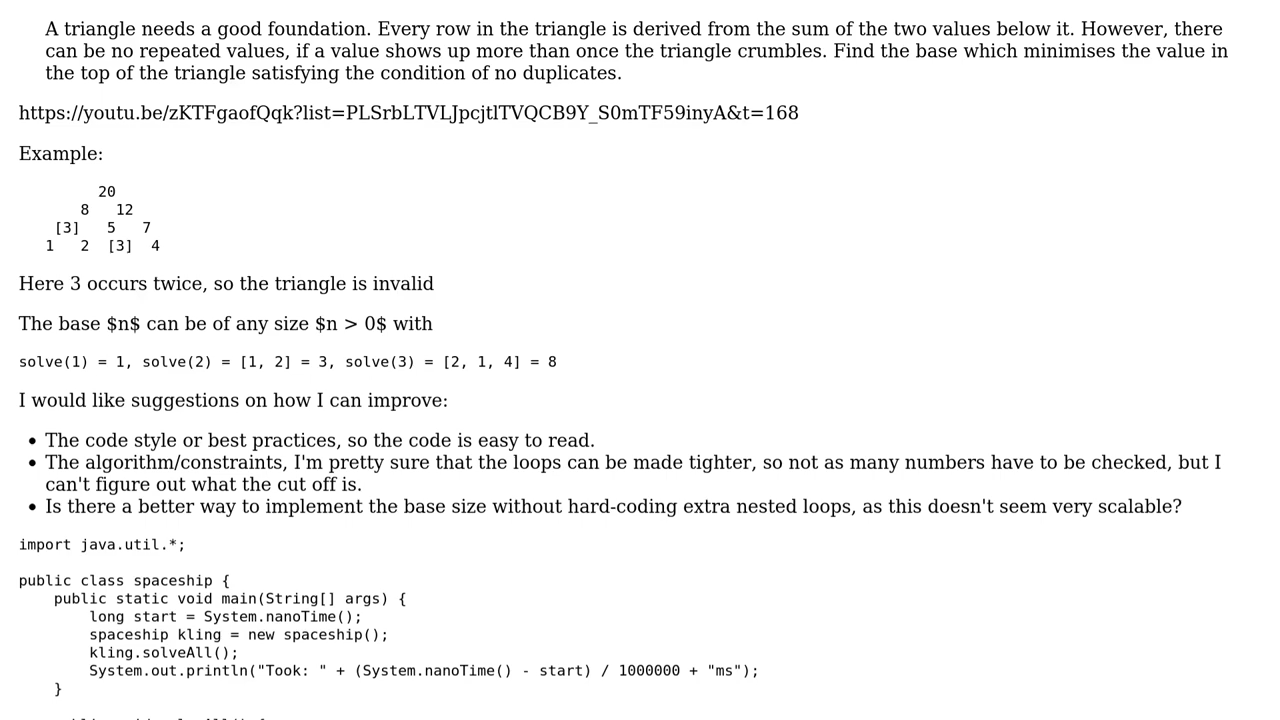 A triangle needs a good foundation. Every row in the triangle is derived from the sum of the two values below it. However, there
can be no repeated values, if a value shows up more than once the triangle crumbles. Find the base which minimises the value in
the top of the triangle satisfying the condition of no duplicates.
https://youtu.be/zKTFgaofQqk?list=PLSrbLTVLJpcjtlTVQCB9Y_S0mTF59inyA&t=168
Example:
20
8 12
[3] 5 7
1 2 [3] 4
Here 3 occurs twice, so the triangle is invalid
The base $n$ can be of any size $n > 0$ with
solve(1) = 1, solve(2) = [1, 2] = 3, solve(3) = [2, 1, 4] = 8
I would like suggestions on how I can improve:
• The code style or best practices, so the code is easy to read.
• The algorithm/constraints, I'm pretty sure that the loops can be made tighter, so not as many numbers have to be checked, but I
can't figure out what the cut off is.
• Is there a better way to implement the base size without hard-coding extra nested loops, as this doesn't seem very scalable?
import java.util.*;
public class spaceship {
public static void main(String[] args) {
long start = System.nanoTime();
spaceship kling = new spaceship();
kling.solveAll();
System.out.println("Took: " + (System.nanoTime() - start) / 1000000 + "ms");
}